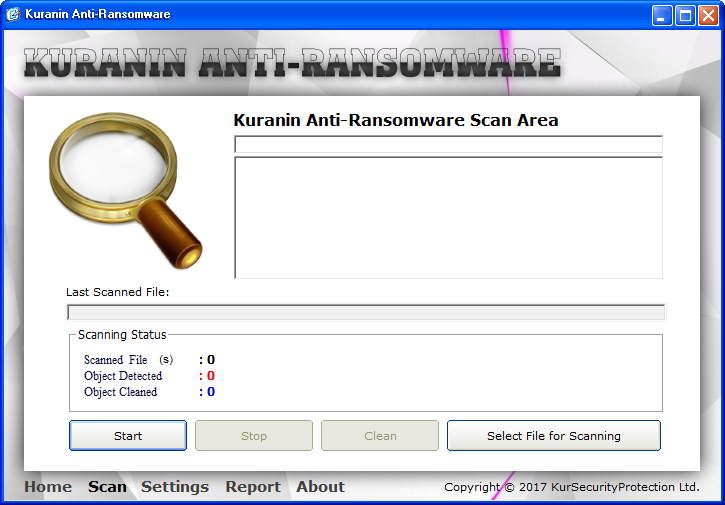 Kuranin Anti-Ransomware
KURANIN ANTI-RANSOMWARE
Kuranin Anti-Ransomware Scan Area
Last Scanned File:
Scanning Status
Scanned File (s) : 0
Object Detected : 0
Object Cleaned : 0
Start Stop Clean Select File for Scanning
Home Scan Settings Report About Copyright © 2017 KurSecurityProtection Ltd.